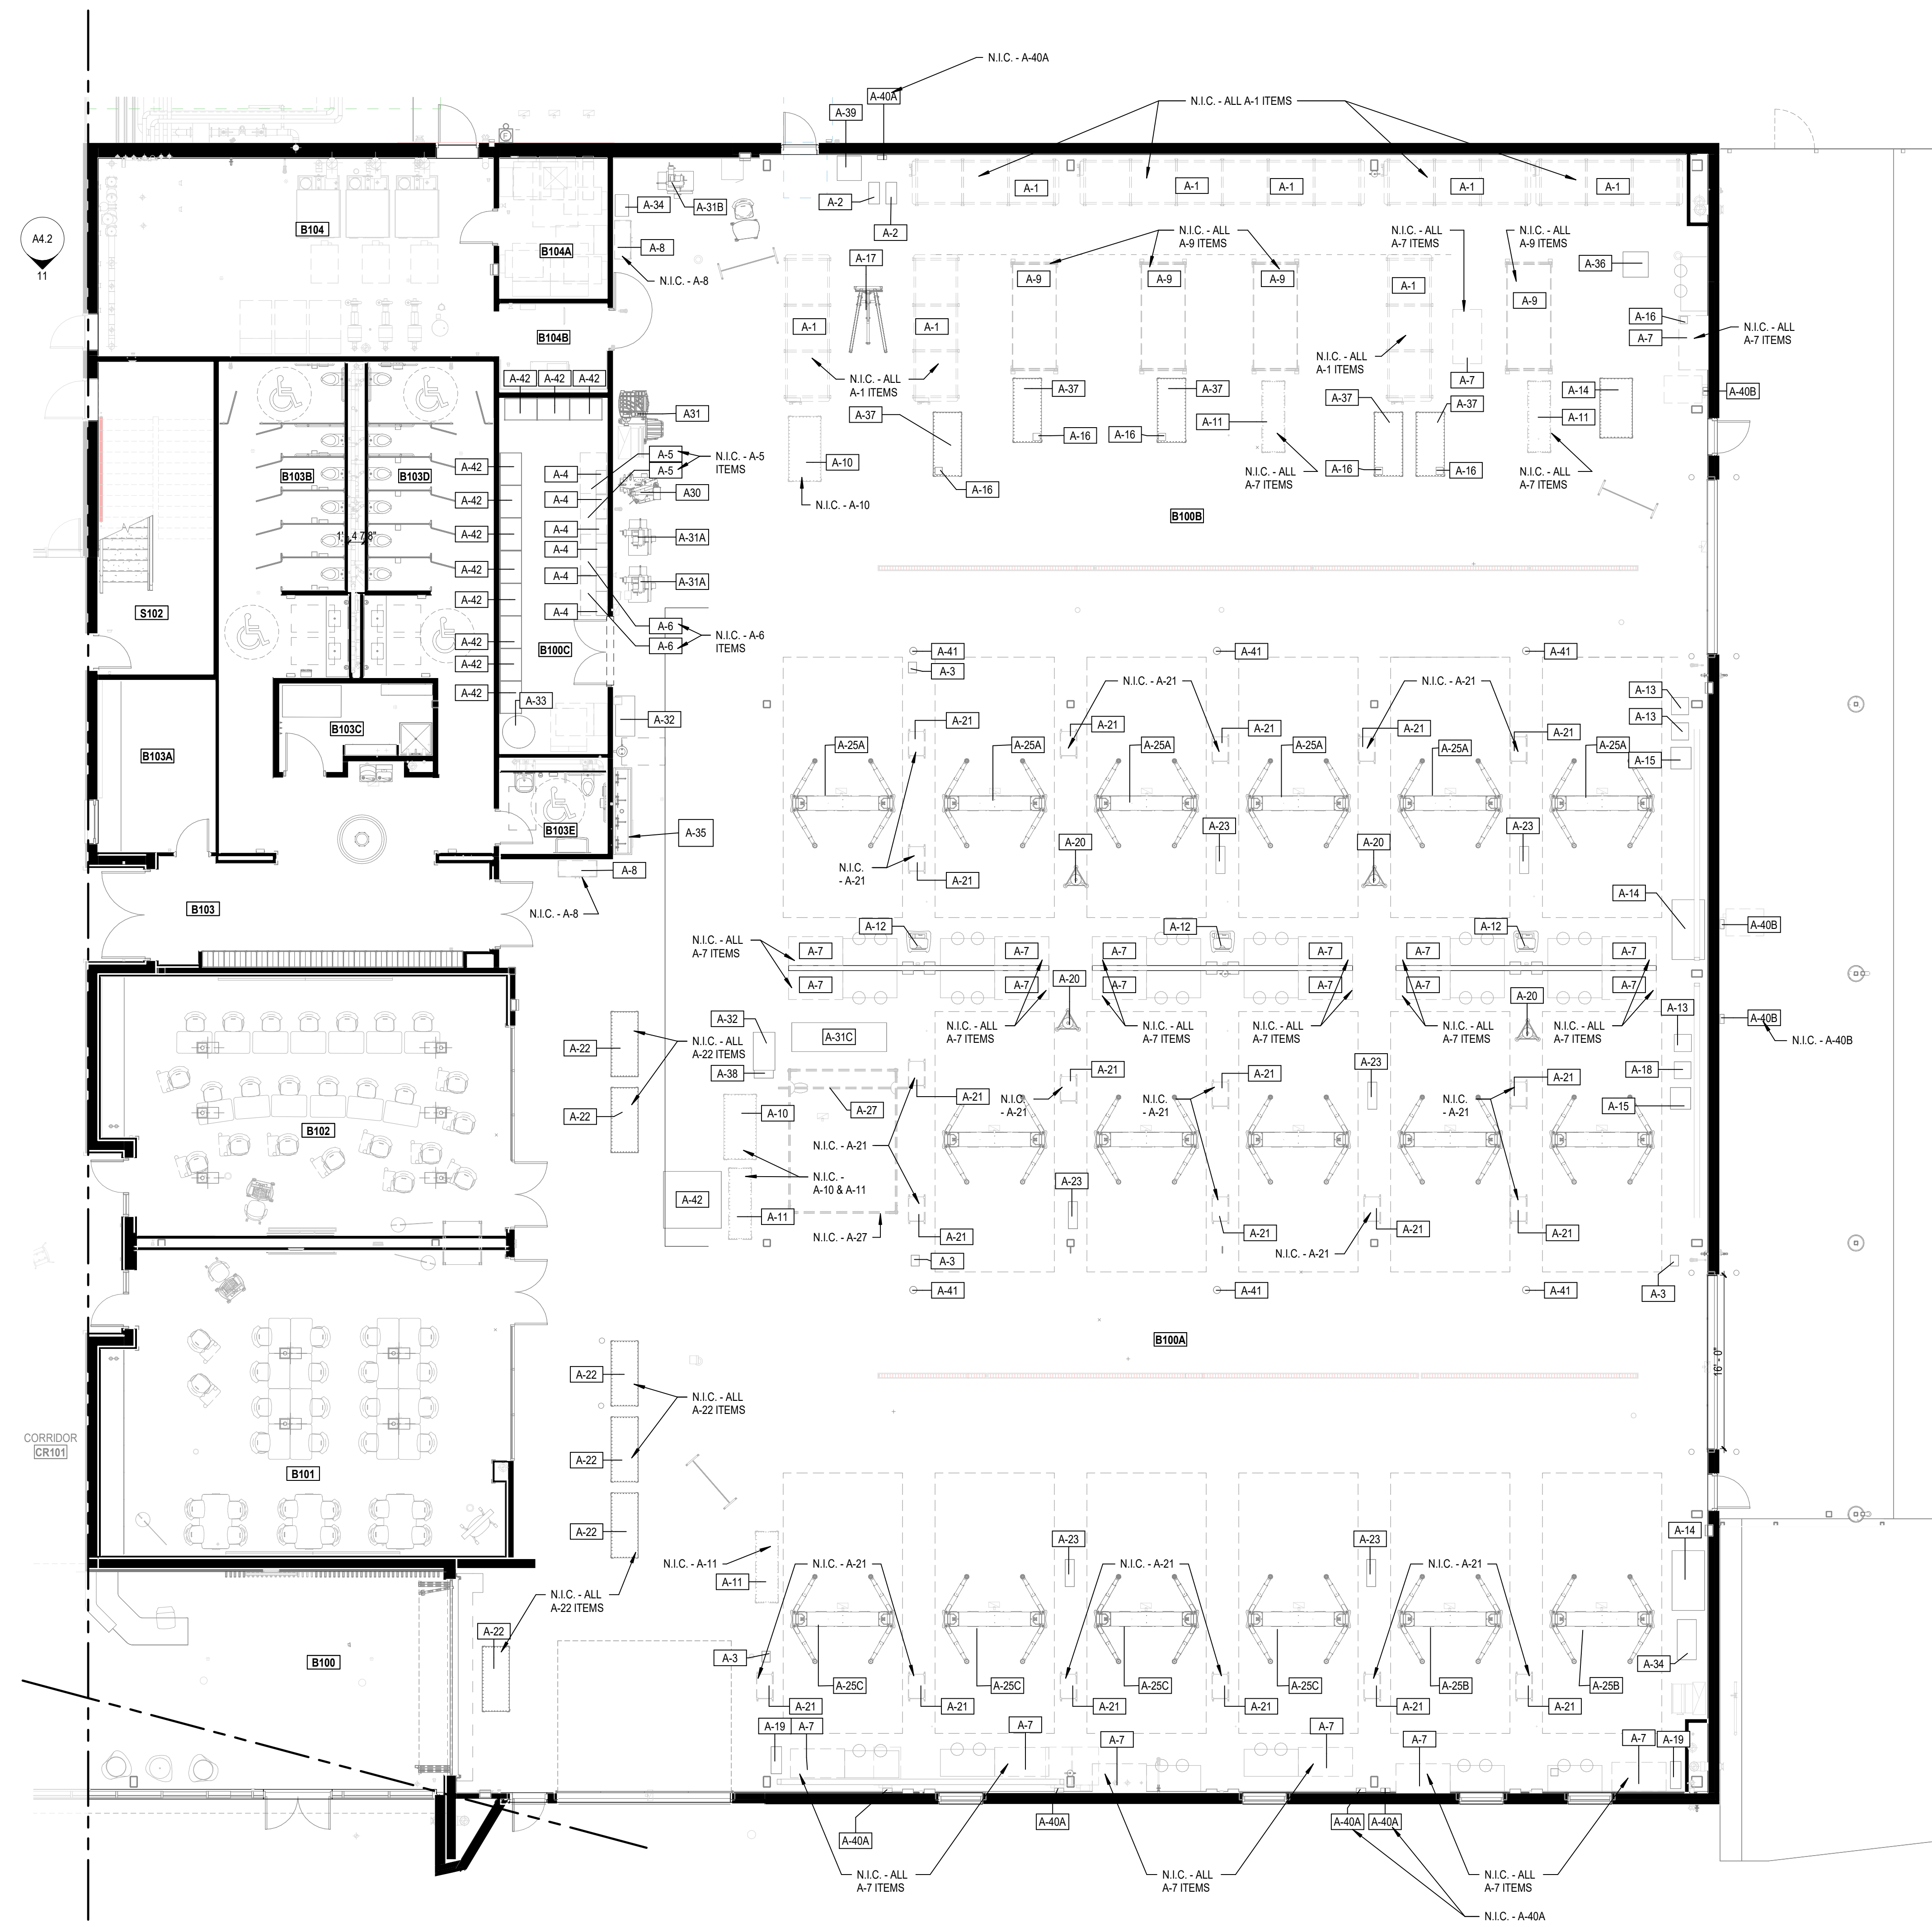 N.I.C. - A-40A
A-40A
A-39
N.I.C. - ALL A-1 ITEMS
A-1
A-1
A-1
A-1
A-1
A-2
A-2
A-34
A-31B
A-8
N.I.C. - A-8
A4.2
11
B104
B104A
B104B
A-17
N.I.C. - ALL
A-9 ITEMS
N.I.C. - ALL
A-7 ITEMS
N.I.C. - ALL
A-9 ITEMS
A-36
A-9
A-9
A-9
A-1
A-9
A-16
A-7
N.I.C. - ALL
A-7 ITEMS
A-1
A-1
N.I.C. - ALL
A-1 ITEMS
N.I.C. - ALL
A-1 ITEMS
A-7
A-42
A-42
A-42
A31
A-37
A-37
A-37
A-37
A-37
A-11
A-11
A-14
A-40B
A-16
A-16
A-16
A-16
A-16
A-10
N.I.C. - A-10
N.I.C. - ALL
A-7 ITEMS
N.I.C. - ALL
A-7 ITEMS
B103B
B103D
A-42
A-42
A-42
A-42
A-42
A-42
A-42
A-42
A-4
A-4
A-4
A-4
A-4
A-4
A-5
A-5
N.I.C. - A-5
ITEMS
A30
A-31A
A-31A
B100B
1' - 4 7/8"
S102
A-6
A-6
N.I.C. - A-6
ITEMS
B100C
A-33
A-32
B103C
B103A
B103E
A-35
A-8
N.I.C. - A-8
B103
A-41
A-41
A-41
A-3
N.I.C. - A-21
N.I.C. - A-21
A-21
A-21
A-21
A-21
A-21
A-13
A-13
A-15
A-25A
A-25A
A-25A
A-25A
A-25A
A-25A
A-23
A-23
A-20
A-20
N.I.C.
- A-21
A-21
A-14
A-40B
A-12
A-12
A-12
N.I.C. - ALL
A-7 ITEMS
A-7
A-7
A-7
A-7
A-7
A-7
A-7
A-7
A-7
A-7
A-7
A-7
A-20
A-20
A-13
A-40B
N.I.C. - A-40B
A-32
A-31C
A-38
N.I.C. - ALL
A-7 ITEMS
N.I.C. - ALL
A-7 ITEMS
N.I.C. - ALL
A-7 ITEMS
N.I.C. - ALL
A-7 ITEMS
N.I.C. - ALL
A-7 ITEMS
A-22
A-22
N.I.C. - ALL
A-22 ITEMS
A-18
A-15
A-23
A-21
A-21
A-21
A-21
N.I.C.
- A-21
N.I.C.
- A-21
N.I.C.
- A-21
A-10
A-27
N.I.C. - A-21
N.I.C. -
A-10 & A-11
A-42
A-11
N.I.C. - A-27
A-23
A-21
A-21
A-21
A-21
N.I.C. - A-21
A-3
A-3
A-41
A-41
A-41
B102
B100A
16' - 0"
A-22
A-22
A-22
N.I.C. - ALL
A-22 ITEMS
CORRIDOR
CR101
B101
N.I.C. - A-11
A-11
N.I.C. - A-21
N.I.C. - A-21
N.I.C. - A-21
A-23
A-23
A-14
N.I.C. - ALL
A-22 ITEMS
A-22
B100
A-3
A-34
A-25C
A-25C
A-25C
A-25C
A-25B
A-25B
A-21
A-21
A-21
A-21
A-21
A-21
A-19
A-7
A-7
A-7
A-7
A-7
A-7
A-19
A-40A
A-40A
A-40A
A-40A
N.I.C. - ALL
A-7 ITEMS
N.I.C. - ALL
A-7 ITEMS
N.I.C. - ALL
A-7 ITEMS
N.I.C. - A-40A